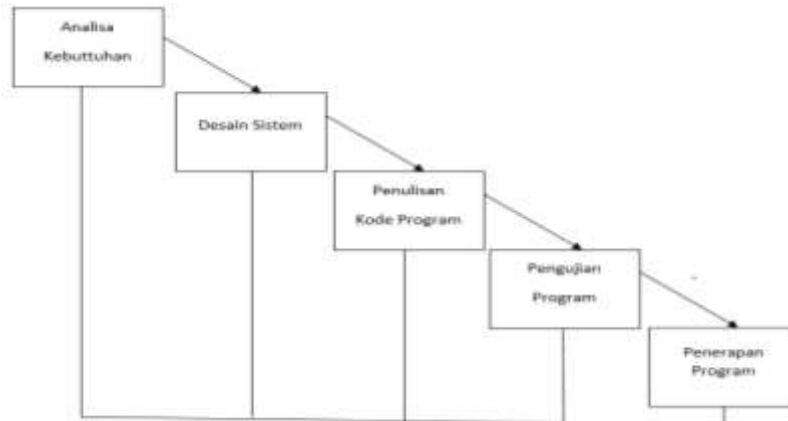 Analisa
Kebuttuhan
Desain Sistem
Penulisan
Kode Program
Pengujian
Program
Penerapan
Program